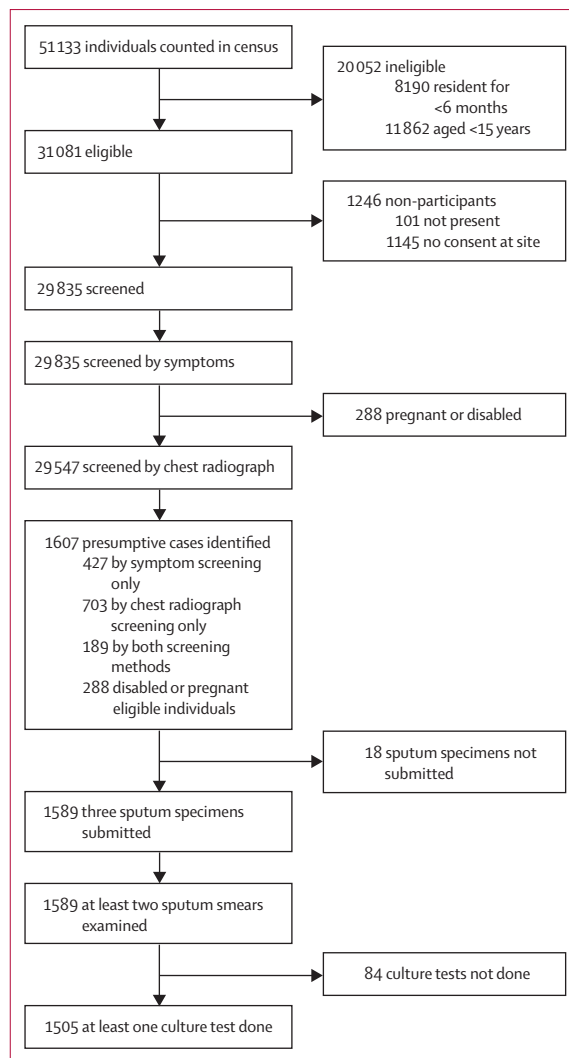 51133 individuals counted in census
20052 ineligible
8190 resident for
<6 months
11862 aged <15 years
31081 eligible
1246 non-participants
101 not present
1145 no consent at site
29835 screened
29835 screened by symptoms
288 pregnant or disabled
29547 screened by chest radiograph
1607 presumptive cases identified
427 by symptom screening
only
703 by chest radiograph
screening only
189 by both screening
methods
288 disabled or pregnant
eligible individuals
18 sputum specimens not
submitted
1589 three sputum specimens
submitted
1589 at least two sputum smears
examined
84 culture tests not done
1505 at least one culture test done